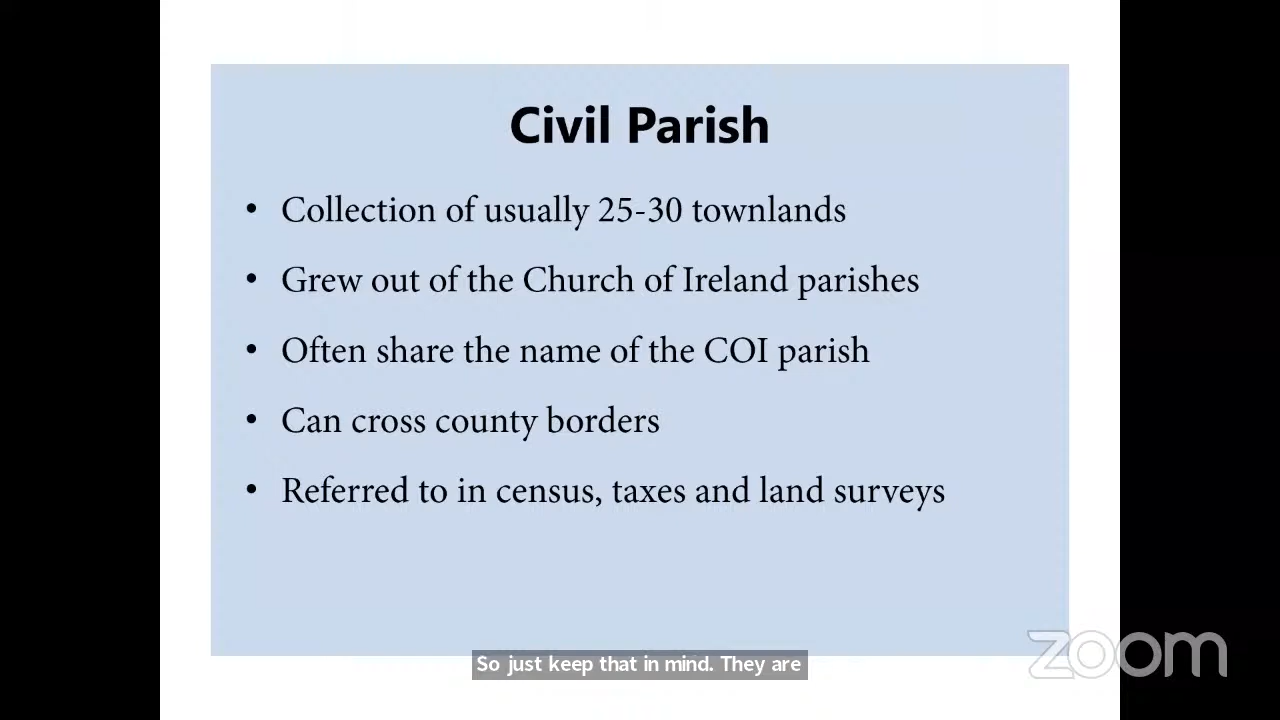 Civil Parish
• Collection of usually 25-30 townlands
• Grew out of the Church of Ireland parishes
• Often share the name of the COI parish
• Can cross county borders
• Referred to in census, taxes and land surveys
So just keep that in mind. They are
zoom